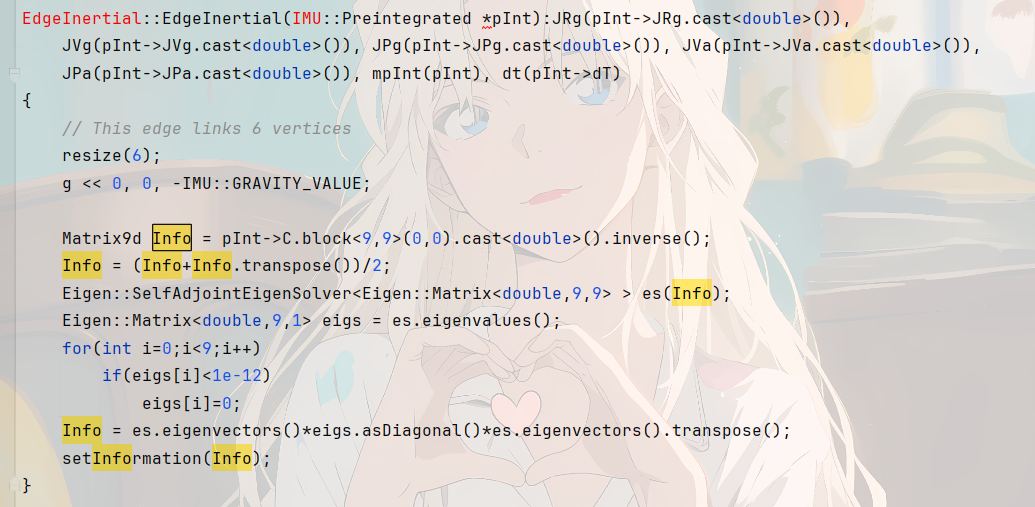 EdgeInertial::EdgeInertial(IMU::Preintegrated *pInt):JRg(pInt->JRg.cast<double>()),
    JVg(pInt->JVg.cast<double>()), JPg(pInt->JPg.cast<double>()), JVa(pInt->JVa.cast<double>()),
    JPa(pInt->JPa.cast<double>()), mpInt(pInt), dt(pInt->dT)
{
    // This edge links 6 vertices
    resize(6);
    g << 0, 0, -IMU::GRAVITY_VALUE;
    Matrix9d Info = pInt->C.block<9,9>(0,0).cast<double>().inverse();
    Info = (Info+Info.transpose())/2;
    Eigen::SelfAdjointEigenSolver<Eigen::Matrix<double,9,9> > es(Info);
    Eigen::Matrix<double,9,1> eigs = es.eigenvalues();
    for(int i=0;i<9;i++)
        if(eigs[i]<1e-12)
            eigs[i]=0;
    Info = es.eigenvectors()*eigs.asDiagonal()*es.eigenvectors().transpose();
    setInformation(Info);
}